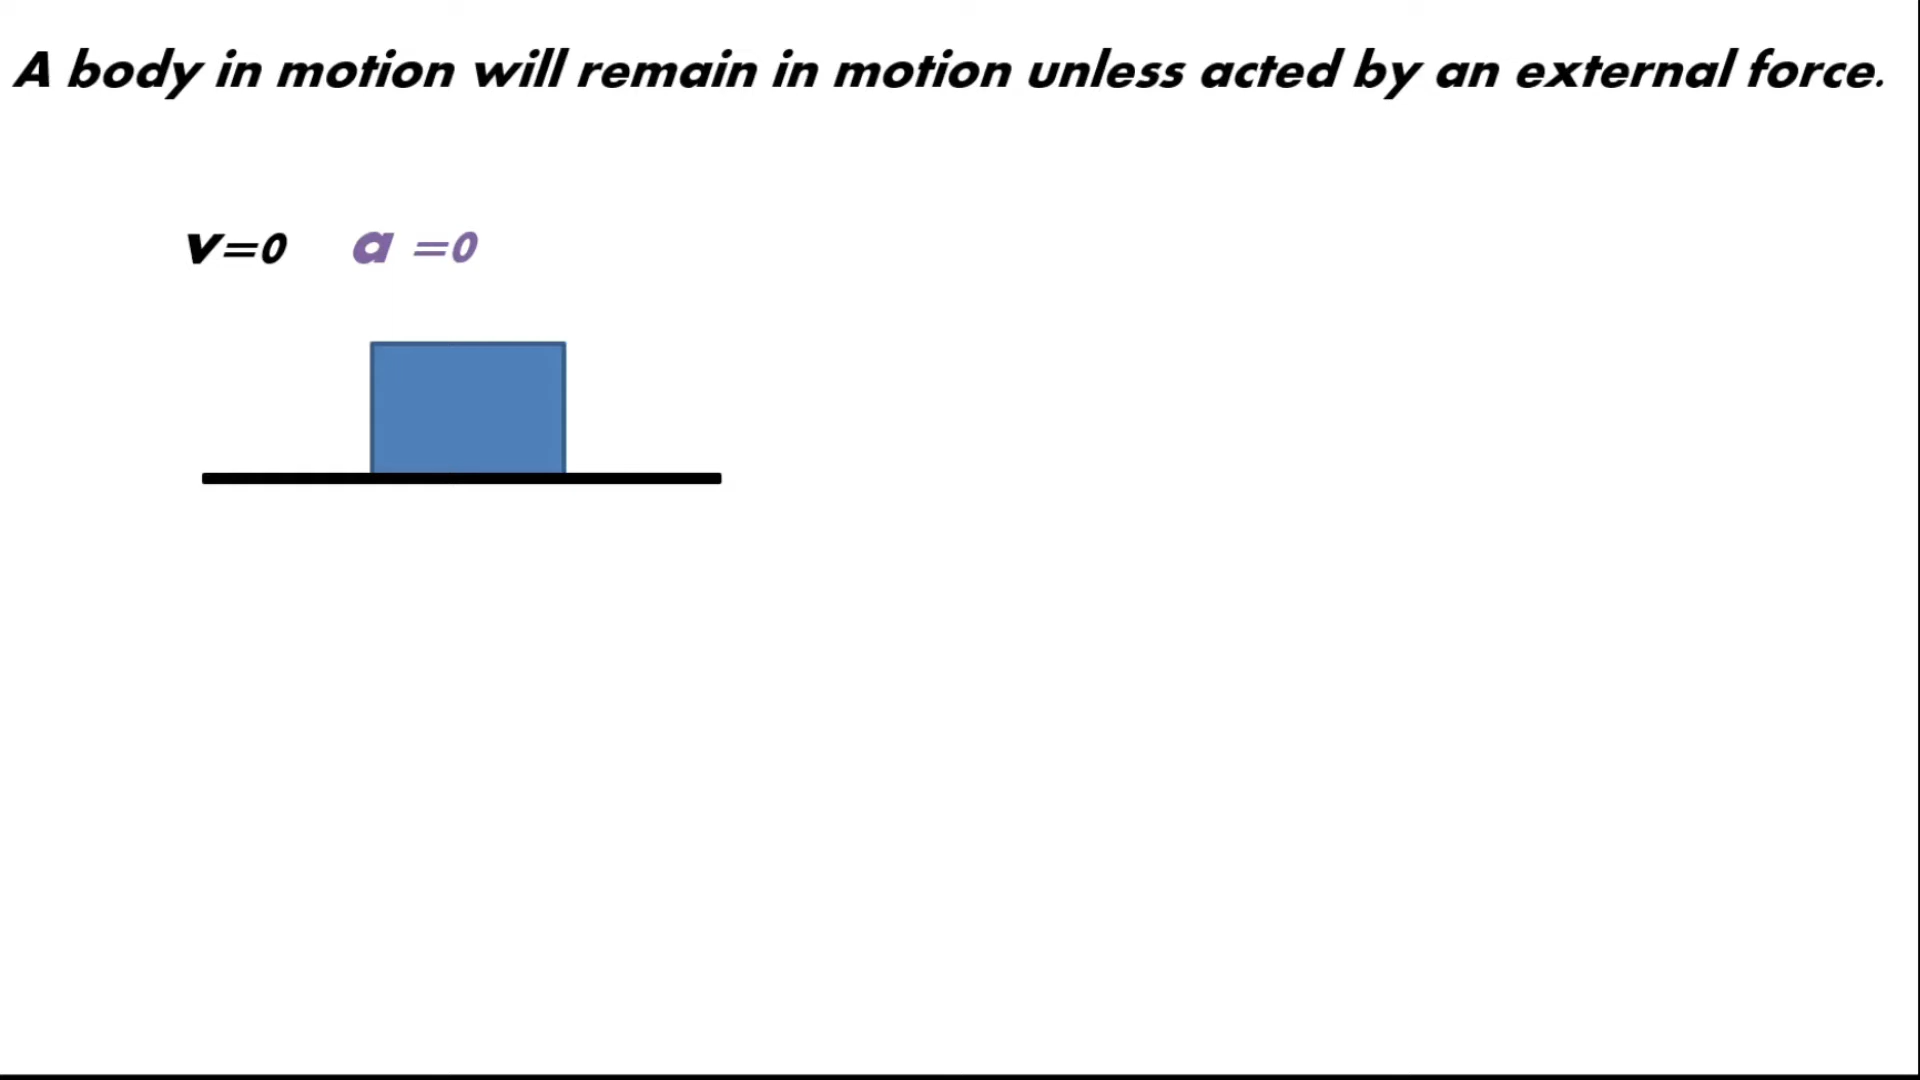 A body in motion will remain in motion unless acted by an external force.
v=0 a =0